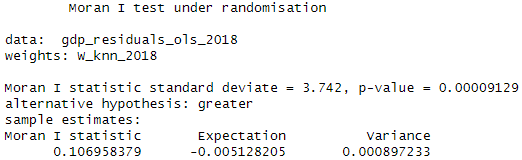 Moran I test under randomisation
data: gdp_residuals_ols_2018
weights: W_knn_2018
Moran I statistic standard deviate = 3.742, p-value = 0.00009129
alternative hypothesis: greater
sample estimates:
Moran I statistic Expectation Variance
0.106958379 -0.005128205 0.000897233